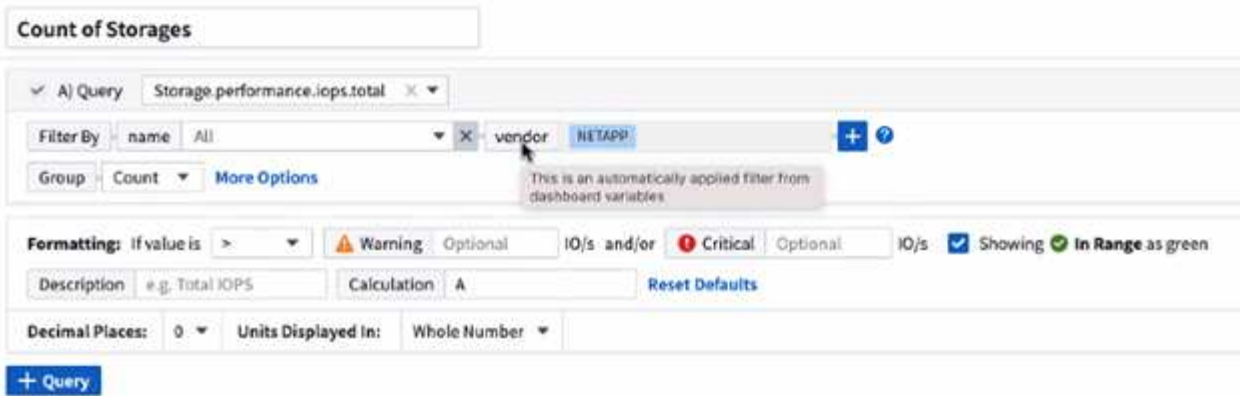 Count of Storages
A) Query Storage.performance.iops.total
Filter By name All vendor NETAPP
Group Count More Options
This is an automatically applied filter from
dashboard variables
Formatting: If value is > Warning Optional IO/s and/or Critical Optional IO/s Showing In Range as green
Description e.g. Total IOPS Calculation A Reset Defaults
Decimal Places: 0 Units Displayed In: Whole Number
+ Query